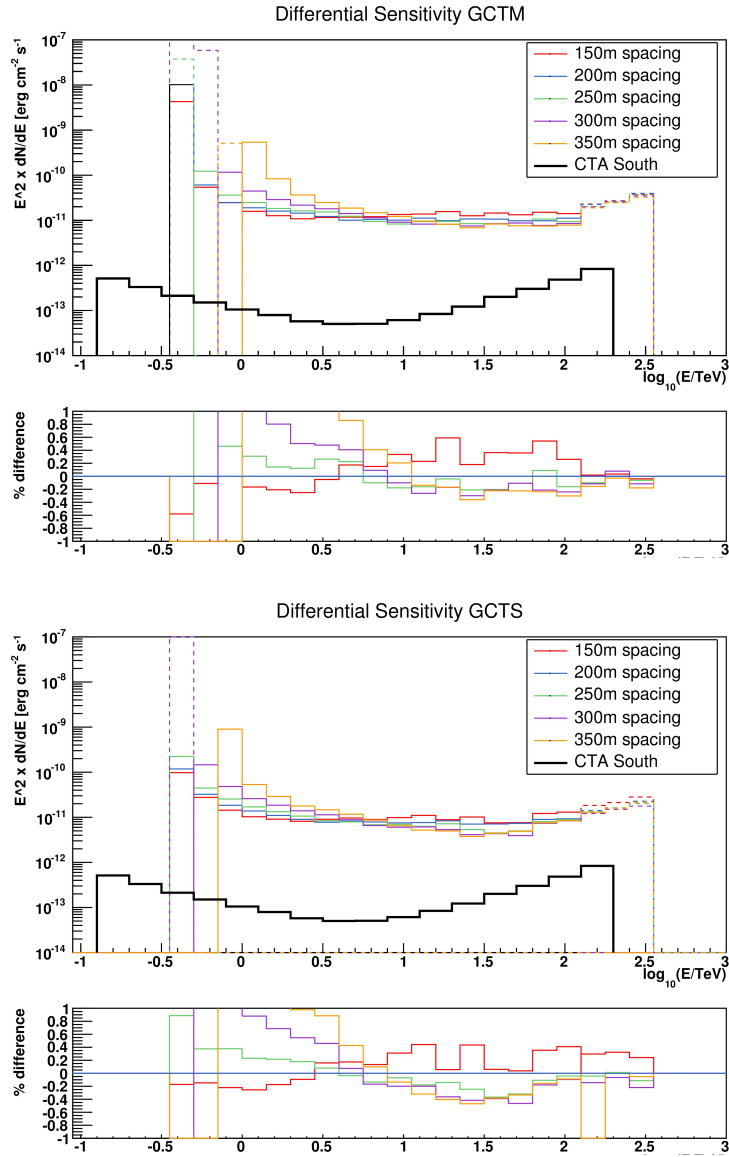 Differential Sensitivity GCTM
E^2 x dN/dE [erg cm⁻² s⁻¹]
10⁻⁷
10⁻⁸
10⁻⁹
10⁻¹⁰
10⁻¹¹
10⁻¹²
10⁻¹³
10⁻¹⁴
150m spacing
200m spacing
250m spacing
300m spacing
350m spacing
CTA South
-1 -0.5 0 0.5 1 1.5 2 2.5 3
log₁₀(E/TeV)
% difference
1
0.8
0.6
0.4
0.2
0
-0.2
-0.4
-0.6
-0.8
-1
-1 -0.5 0 0.5 1 1.5 2 2.5 3
Differential Sensitivity GCTS
E^2 x dN/dE [erg cm⁻² s⁻¹]
10⁻⁷
10⁻⁸
10⁻⁹
10⁻¹⁰
10⁻¹¹
10⁻¹²
10⁻¹³
10⁻¹⁴
150m spacing
200m spacing
250m spacing
300m spacing
350m spacing
CTA South
-1 -0.5 0 0.5 1 1.5 2 2.5 3
log₁₀(E/TeV)
% difference
1
0.8
0.6
0.4
0.2
0
-0.2
-0.4
-0.6
-0.8
-1
-1 -0.5 0 0.5 1 1.5 2 2.5 3